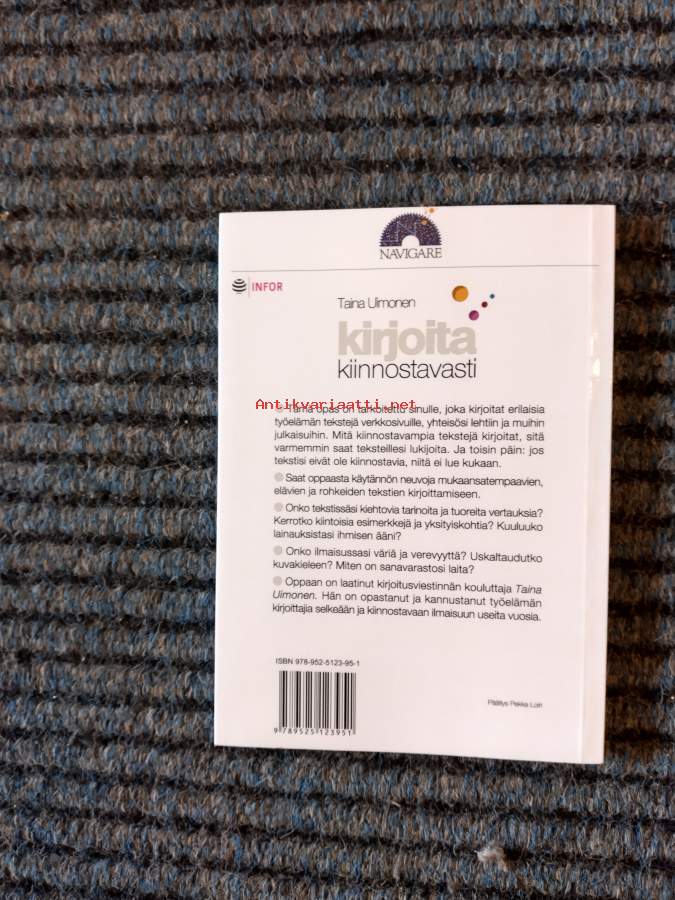 NAVIGARE
INFOR
Taina Uimonen
kirjoita
kiinnostavasti
Antikvariaatti.net
Tämä opas on tarkoitettu sinulle, joka kirjoitat erilaisia
työelämän tekstejä verkkosivuille, yhteisösi lehtiin ja muihin
julkaisuihin. Mitä kiinnostavampia tekstejä kirjoitat, sitä
varmemmin saat teksteillesi lukijoita. Ja toisin päin: jos
tekstisi eivät ole kiinnostavia, niitä ei lue kukaan.
Saat oppaasta käytännön neuvoja mukaansatempaavien,
elävien ja rohkeiden tekstien kirjoittamiseen.
Onko tekstissäsi kiehtovia tarinoita ja tuoreita vertauksia?
Kerrotko kiintoisia esimerkkejä ja yksityiskohtia? Kuuluuko
lainauksistasi ihmisen ääni?
Onko ilmaisussasi väriä ja verevyyttä? Uskaltaudutko
kuvakieleen? Miten on sanavarastosi laita?
Oppaan on laatinut kirjoitusviestinnän kouluttaja Taina
Uimonen. Hän on opastanut ja kannustanut työelämän
kirjoittajia selkeään ja kiinnostavaan ilmaisuun useita vuosia.
ISBN 978-952-5123-95-1
Päällys Pekka Loiri
9 789525 123951